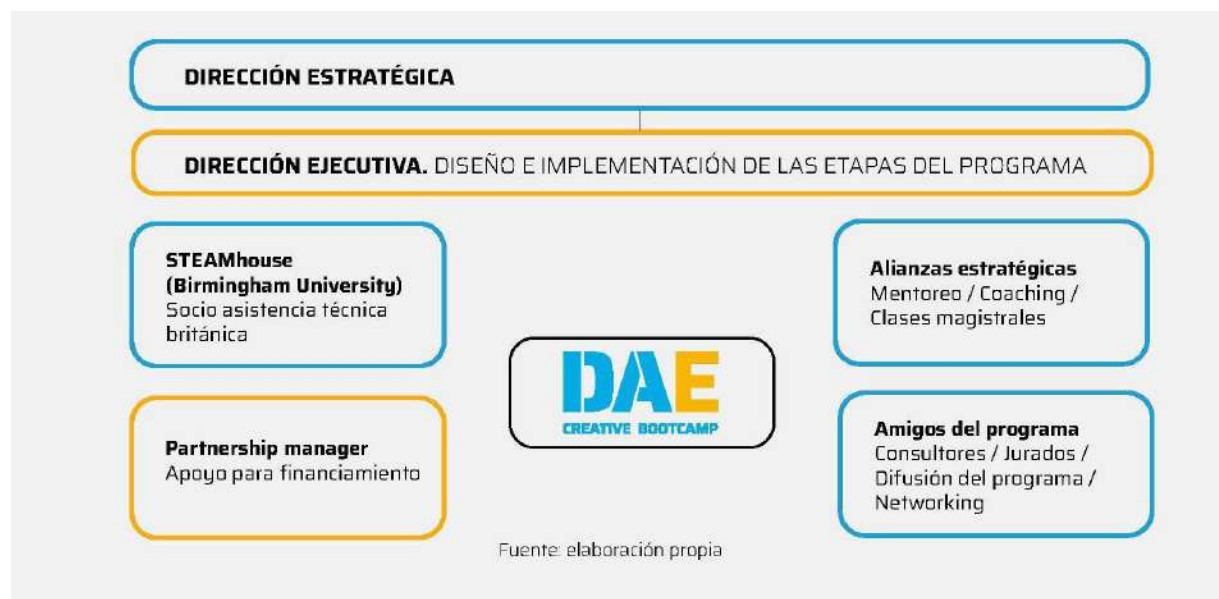 DIRECCIÓN ESTRATÉGICA
DIRECCIÓN EJECUTIVA. DISEÑO E IMPLEMENTACIÓN DE LAS ETAPAS DEL PROGRAMA
STEAMhouse
(Birmingham University)
Socio asistencia técnica
británica
Alianzas estratégicas
Mentoreo / Coaching /
Clases magistrales
DAE
CREATIVE BOOTCAMP
Partnership manager
Apoyo para financiamiento
Amigos del programa
Consultores / Jurados /
Difusión del programa /
Networking
Fuente: elaboración propia